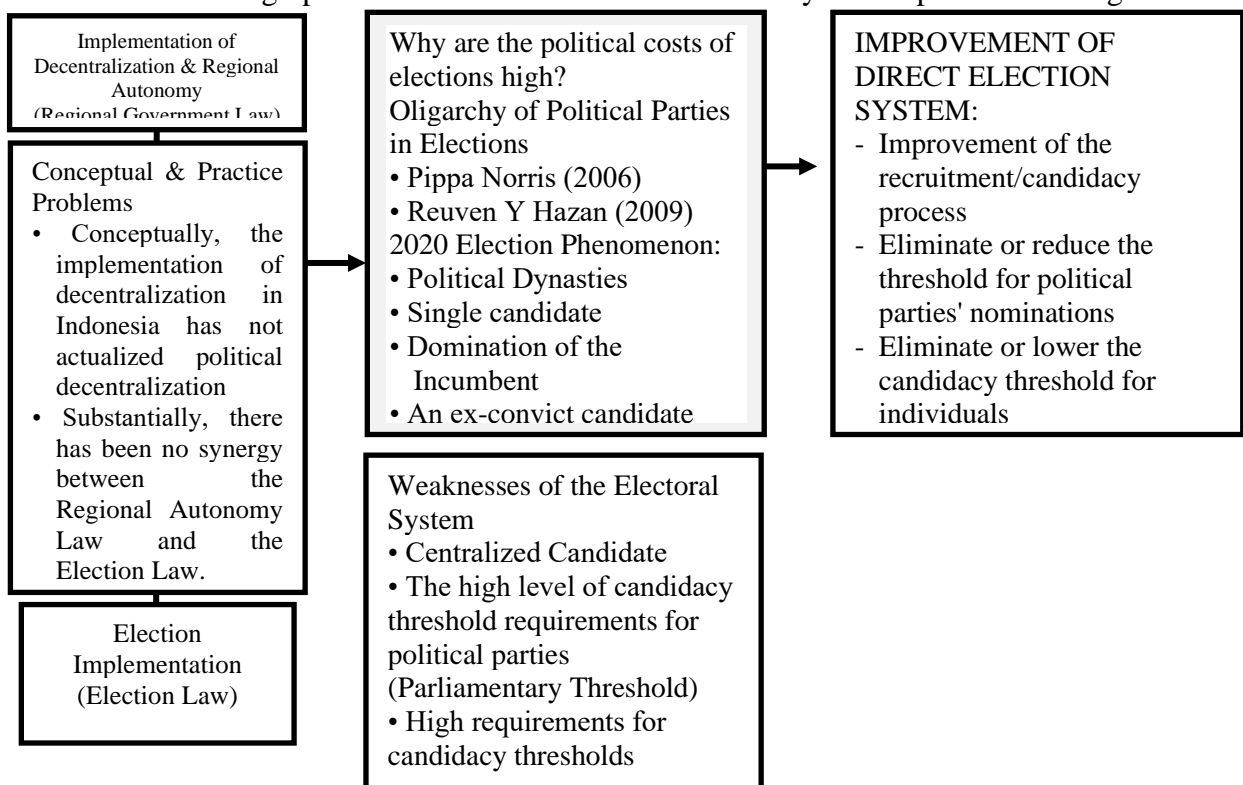 Implementation of
Decentralization & Regional
Autonomy
(Regional Government Law)
Conceptual & Practice
Problems
• Conceptually, the
implementation of
decentralization in
Indonesia has not
actualized political
decentralization
• Substantially, there
has been no synergy
between the
Regional Autonomy
Law and the
Election Law.
Election
Implementation
(Election Law)
Why are the political costs of
elections high?
Oligarchy of Political Parties
in Elections
• Pippa Norris (2006)
• Reuven Y Hazan (2009)
2020 Election Phenomenon:
• Political Dynasties
• Single candidate
• Domination of the
Incumbent
• An ex-convict candidate
Weaknesses of the Electoral
System
• Centralized Candidate
• The high level of candidacy
threshold requirements for
political parties
(Parliamentary Threshold)
• High requirements for
candidacy thresholds
IMPROVEMENT OF
DIRECT ELECTION
SYSTEM:
- Improvement of the
recruitment/candidacy
process
- Eliminate or reduce the
threshold for political
parties' nominations
- Eliminate or lower the
candidacy threshold for
individuals